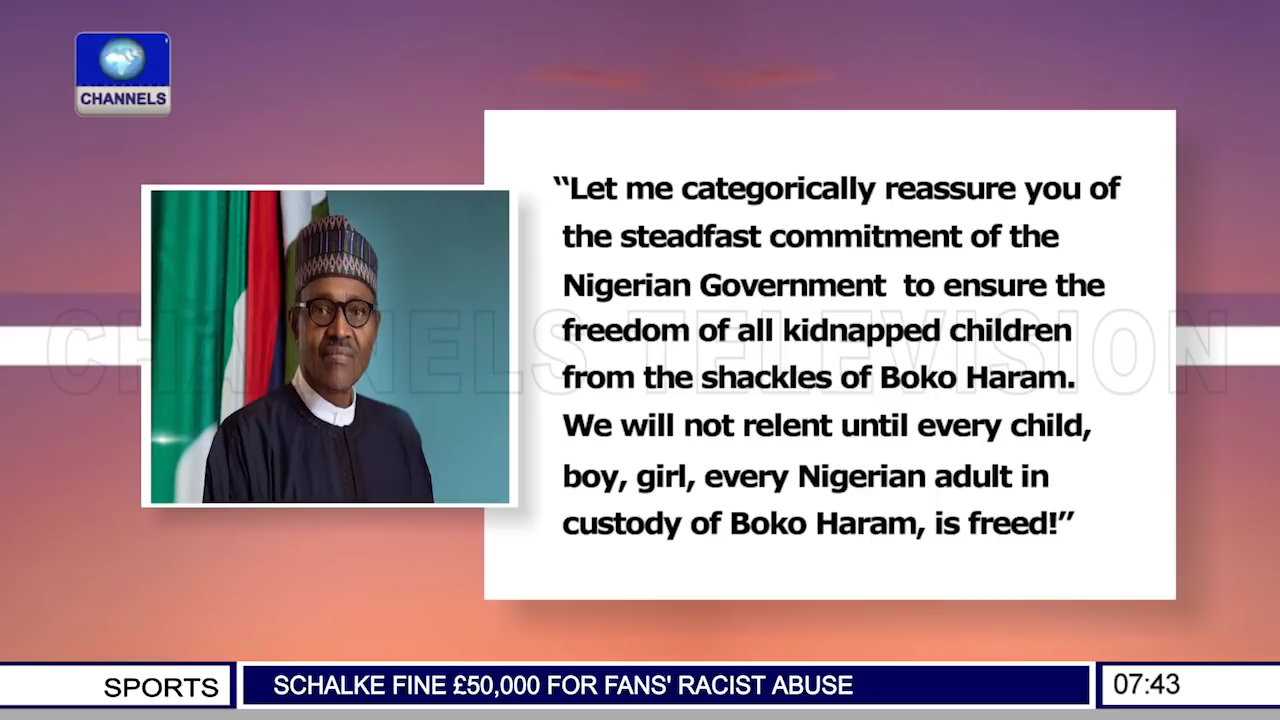 CHANNELS
“Let me categorically reassure you of
the steadfast commitment of the
Nigerian Government to ensure the
freedom of all kidnapped children
from the shackles of Boko Haram.
We will not relent until every child,
boy, girl, every Nigerian adult in
custody of Boko Haram, is freed!”
CHANNELS TELEVISION
SPORTS
SCHALKE FINE £50,000 FOR FANS' RACIST ABUSE
07:43